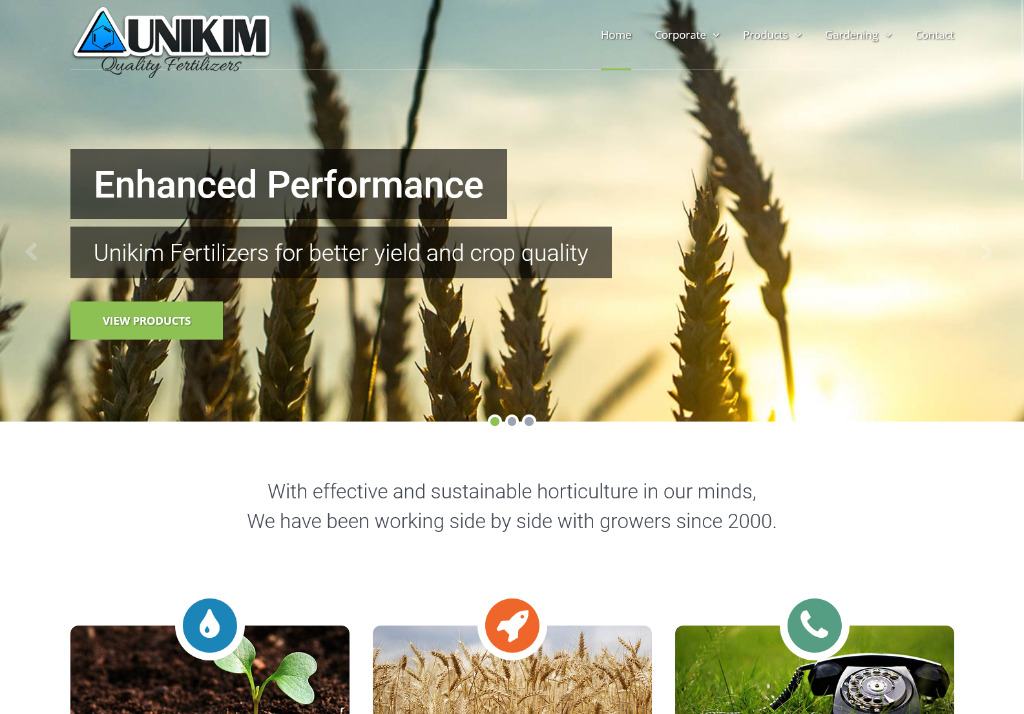 UNIKIM
Quality Fertilizers
Home Corporate Products Gardening Contact
Enhanced Performance
Unikim Fertilizers for better yield and crop quality
VIEW PRODUCTS
With effective and sustainable horticulture in our minds,
We have been working side by side with growers since 2000.